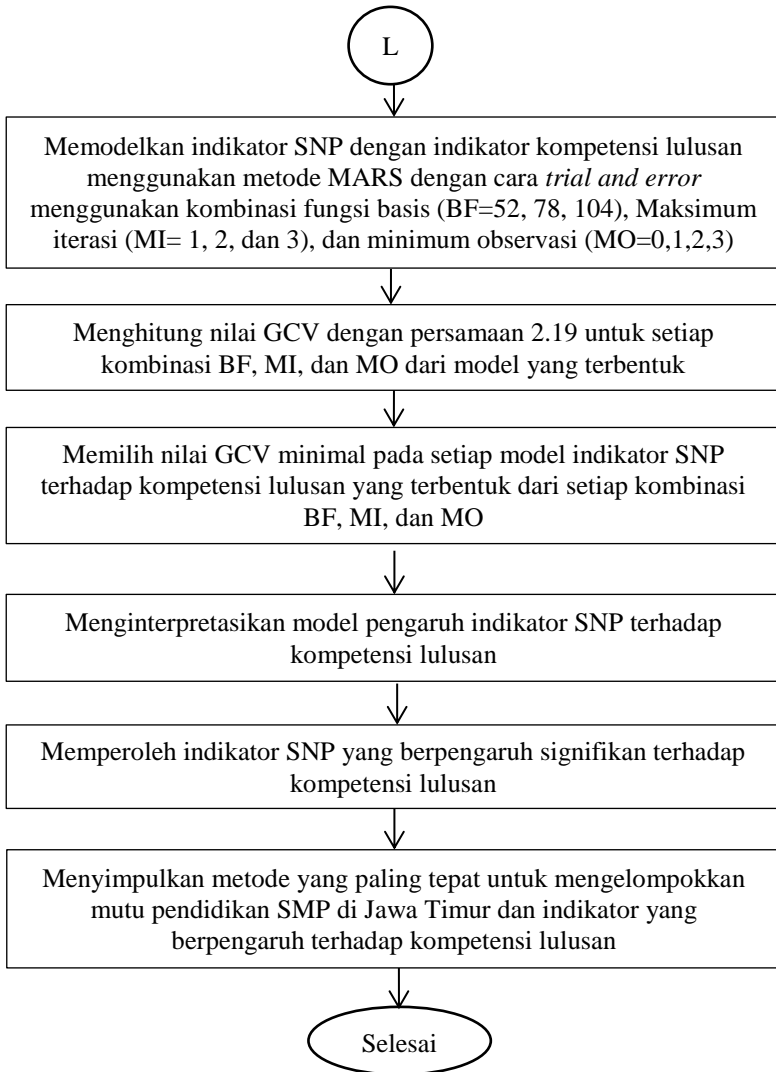 L
Memodelkan indikator SNP dengan indikator kompetensi lulusan
menggunakan metode MARS dengan cara trial and error
menggunakan kombinasi fungsi basis (BF=52, 78, 104), Maksimum
iterasi (MI= 1, 2, dan 3), dan minimum observasi (MO=0,1,2,3)
Menghitung nilai GCV dengan persamaan 2.19 untuk setiap
kombinasi BF, MI, dan MO dari model yang terbentuk
Memilih nilai GCV minimal pada setiap model indikator SNP
terhadap kompetensi lulusan yang terbentuk dari setiap kombinasi
BF, MI, dan MO
Menginterpretasikan model pengaruh indikator SNP terhadap
kompetensi lulusan
Memperoleh indikator SNP yang berpengaruh signifikan terhadap
kompetensi lulusan
Menyimpulkan metode yang paling tepat untuk mengelompokkan
mutu pendidikan SMP di Jawa Timur dan indikator yang
berpengaruh terhadap kompetensi lulusan
Selesai